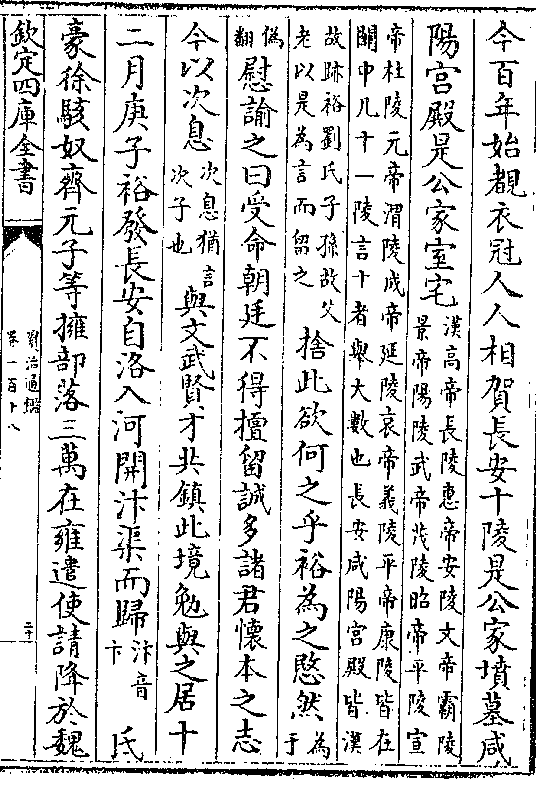 今百年始覩衣冠人人相賀長安十陵是公家墳墓咸
陽宮殿是公家室宅漢高帝長陵惠帝安陵文帝霸陵
景帝陽陵武帝茂陵昭帝平陵宣
帝杜陵元帝渭陵成帝延陵哀帝義陵平帝康陵皆在
關中凡十一陵言十者舉大數也長安咸陽宮殿皆漢
故跡裕劉氏子孫故父
老以是為言而留之捨此欲何之乎裕為之愍然為
于
偽
翻慰諭之曰受命朝廷不得擅留誠多諸君懷本之志
今以次息次息猶言
次子也與文武賢才共鎮此境勉與之居十
二月庚子裕發長安自洛入河開汴渠而歸汴音
卞氐
豪徐駭奴齊元子等擁部落三萬在雍遣使請降於魏
欽定四庫全書
資治通鑑
卷一百十八
二十